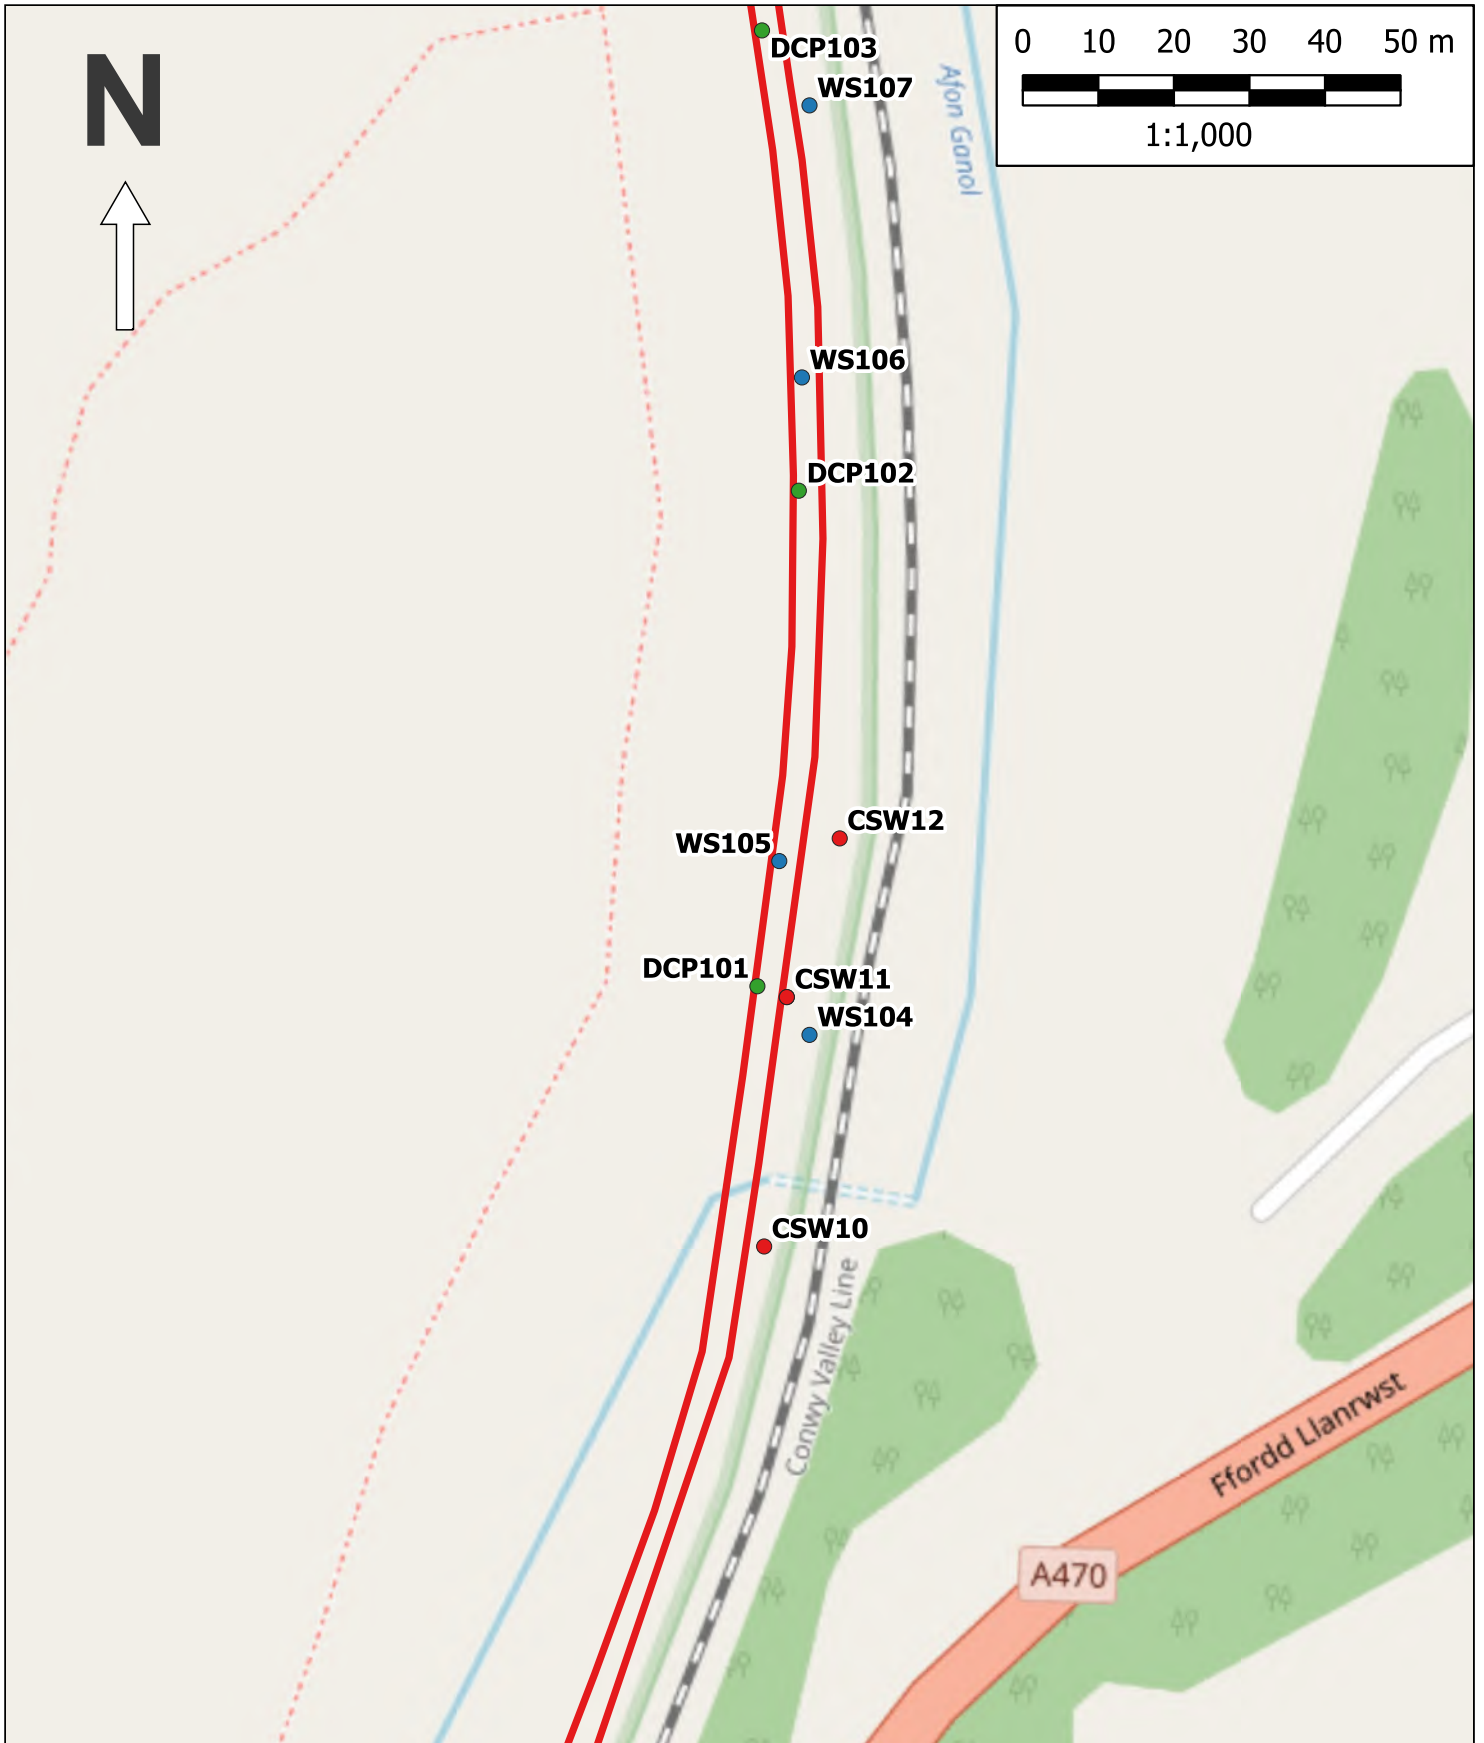 N
0 10 20 30 40 50 m
1:1,000
DCP103
WS107
Afon Ganol
WS106
DCP102
CSW12
WS105
DCP101
CSW11
WS104
CSW10
Conwy Valley Line
Ffordd Llanrwst
A470